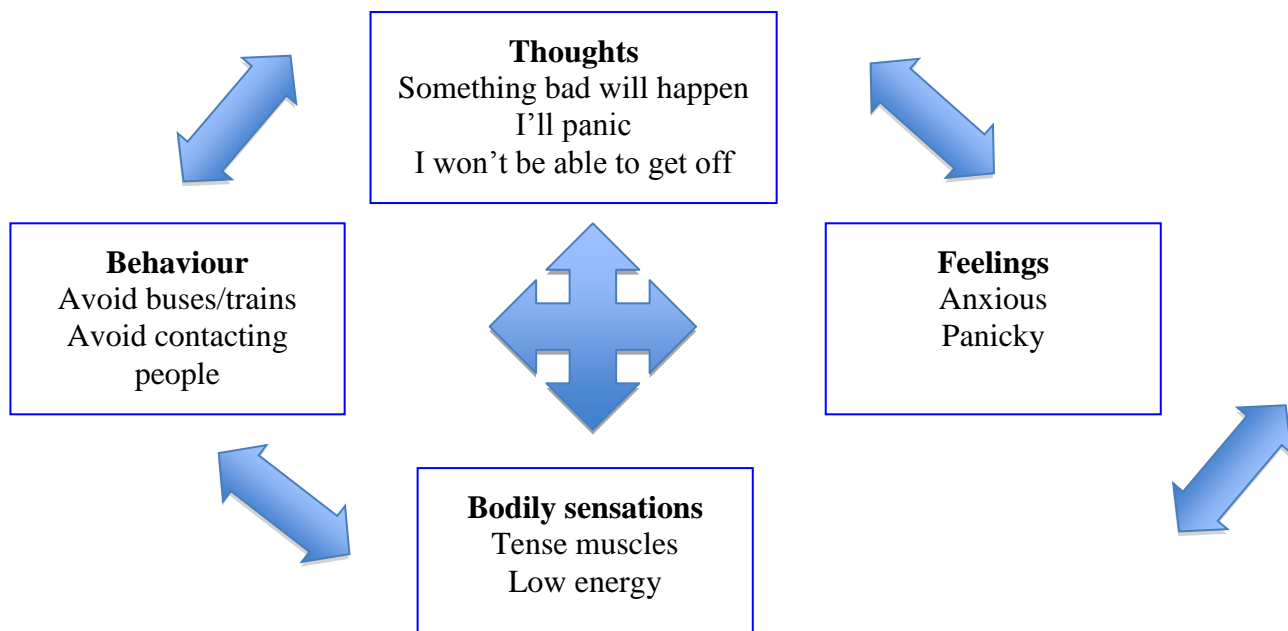 Thoughts
Something bad will happen
I’ll panic
I won’t be able to get off
Behaviour
Avoid buses/trains
Avoid contacting
people
Feelings
Anxious
Panicky
Bodily sensations
Tense muscles
Low energy